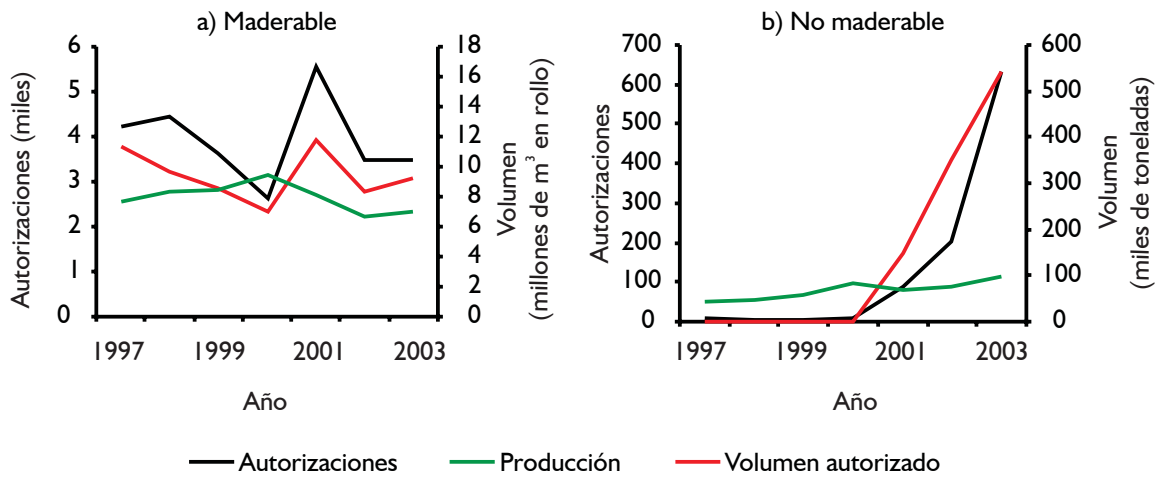 a) Maderable
Autorizaciones (miles)
6
5
4
3
2
1
0
18
16
14
12
10
8
6
4
2
0
Volumen
(millones de m³ en rollo)
1997 1999 2001 2003
Año
b) No maderable
Autorizaciones
700
600
500
400
300
200
100
0
600
500
400
300
200
100
0
Volumen
(miles de toneladas)
1997 1999 2001 2003
Año
Autorizaciones Producción Volumen autorizado